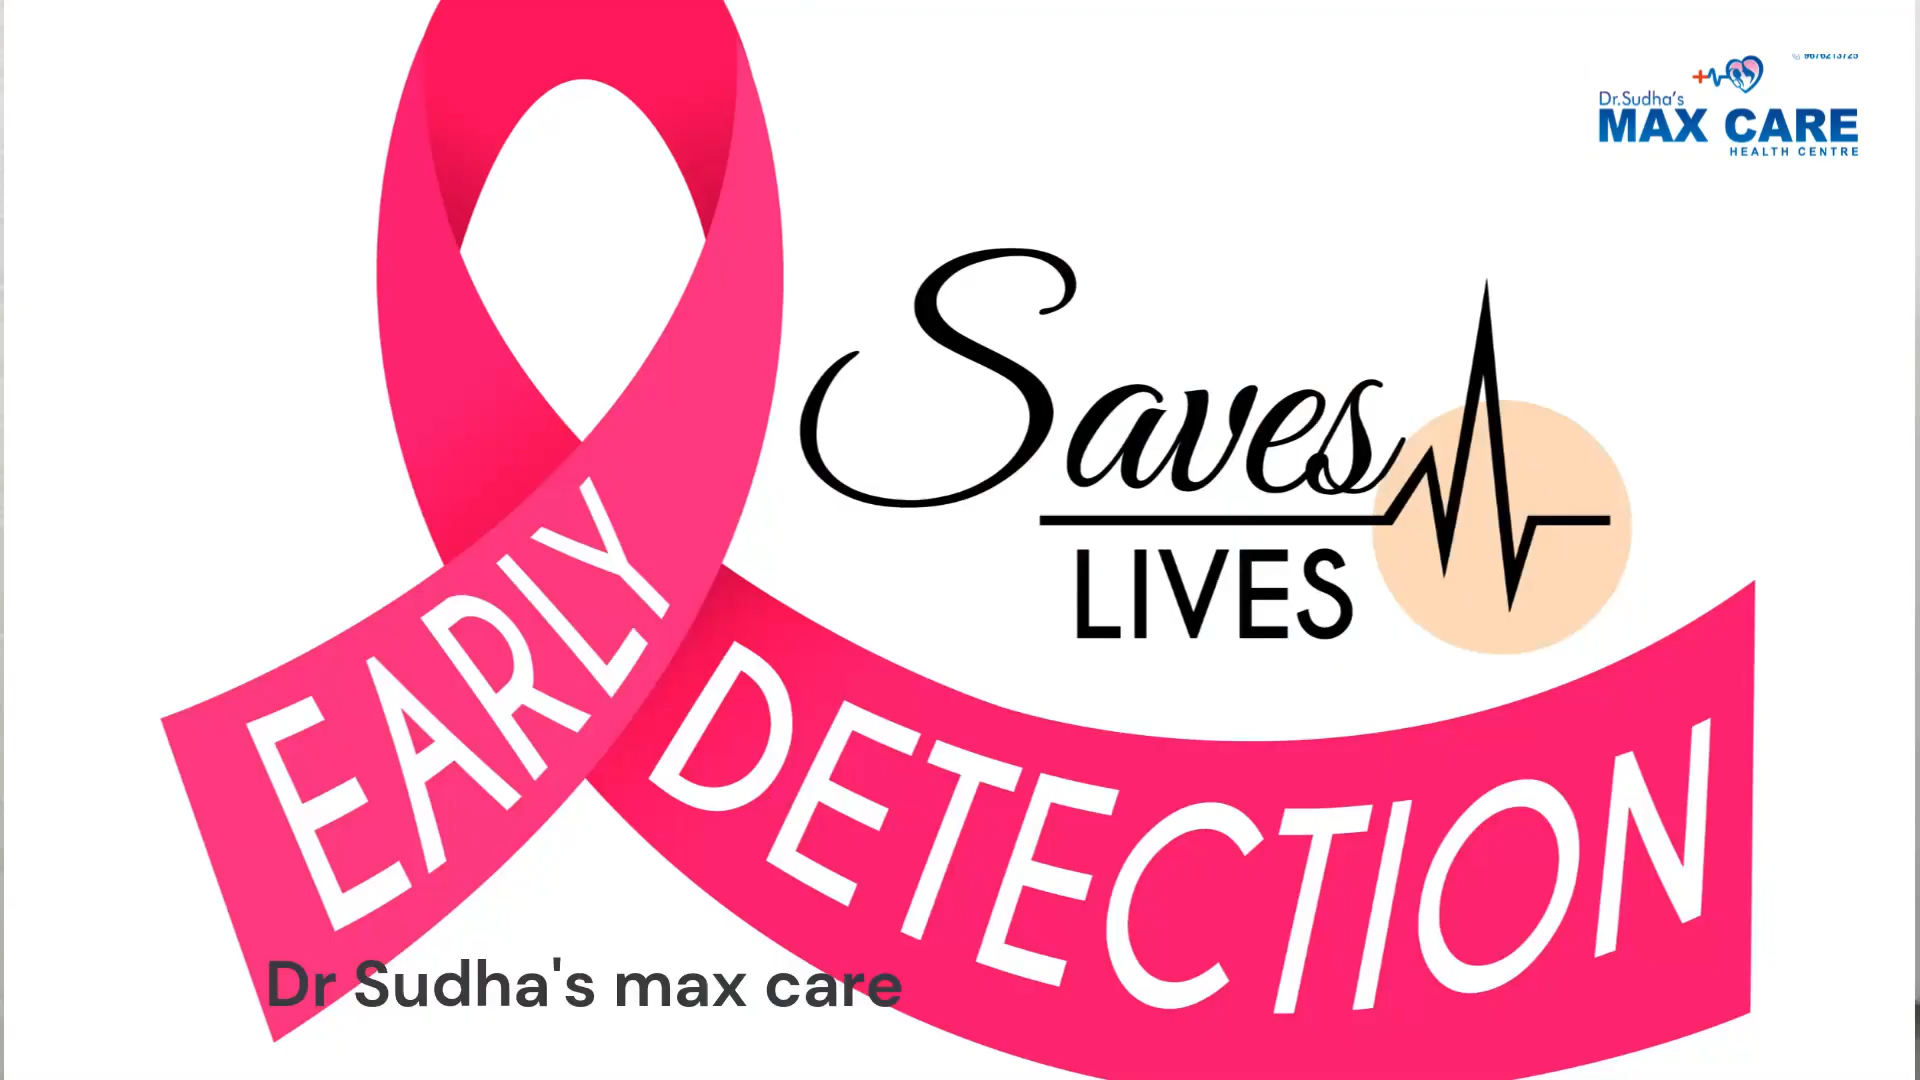 Dr.Sudha's
MAX CARE
HEALTH CENTRE
Saves
LIVES
EARLY
DETECTION
Dr Sudha's max care